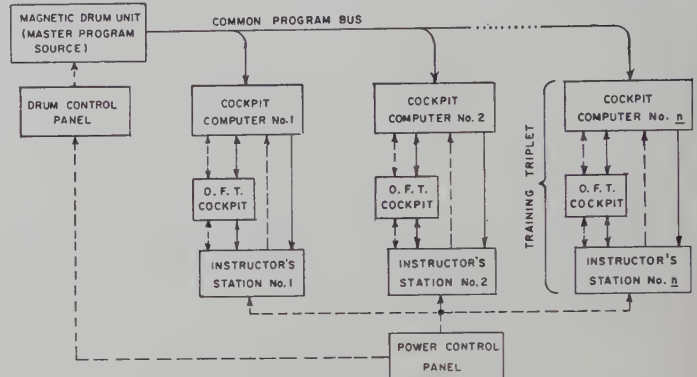 MAGNETIC DRUM UNIT
(MASTER PROGRAM
SOURCE)
COMMON PROGRAM BUS
DRUM CONTROL
PANEL
COCKPIT
COMPUTER No.1
COCKPIT
COMPUTER No.2
COCKPIT
COMPUTER No. n
O. F. T.
COCKPIT
O. F. T.
COCKPIT
O. F. T.
COCKPIT
TRAINING TRIPLET
INSTRUCTOR'S
STATION No.1
INSTRUCTOR'S
STATION No.2
INSTRUCTOR'S
STATION No. n
POWER CONTROL
PANEL